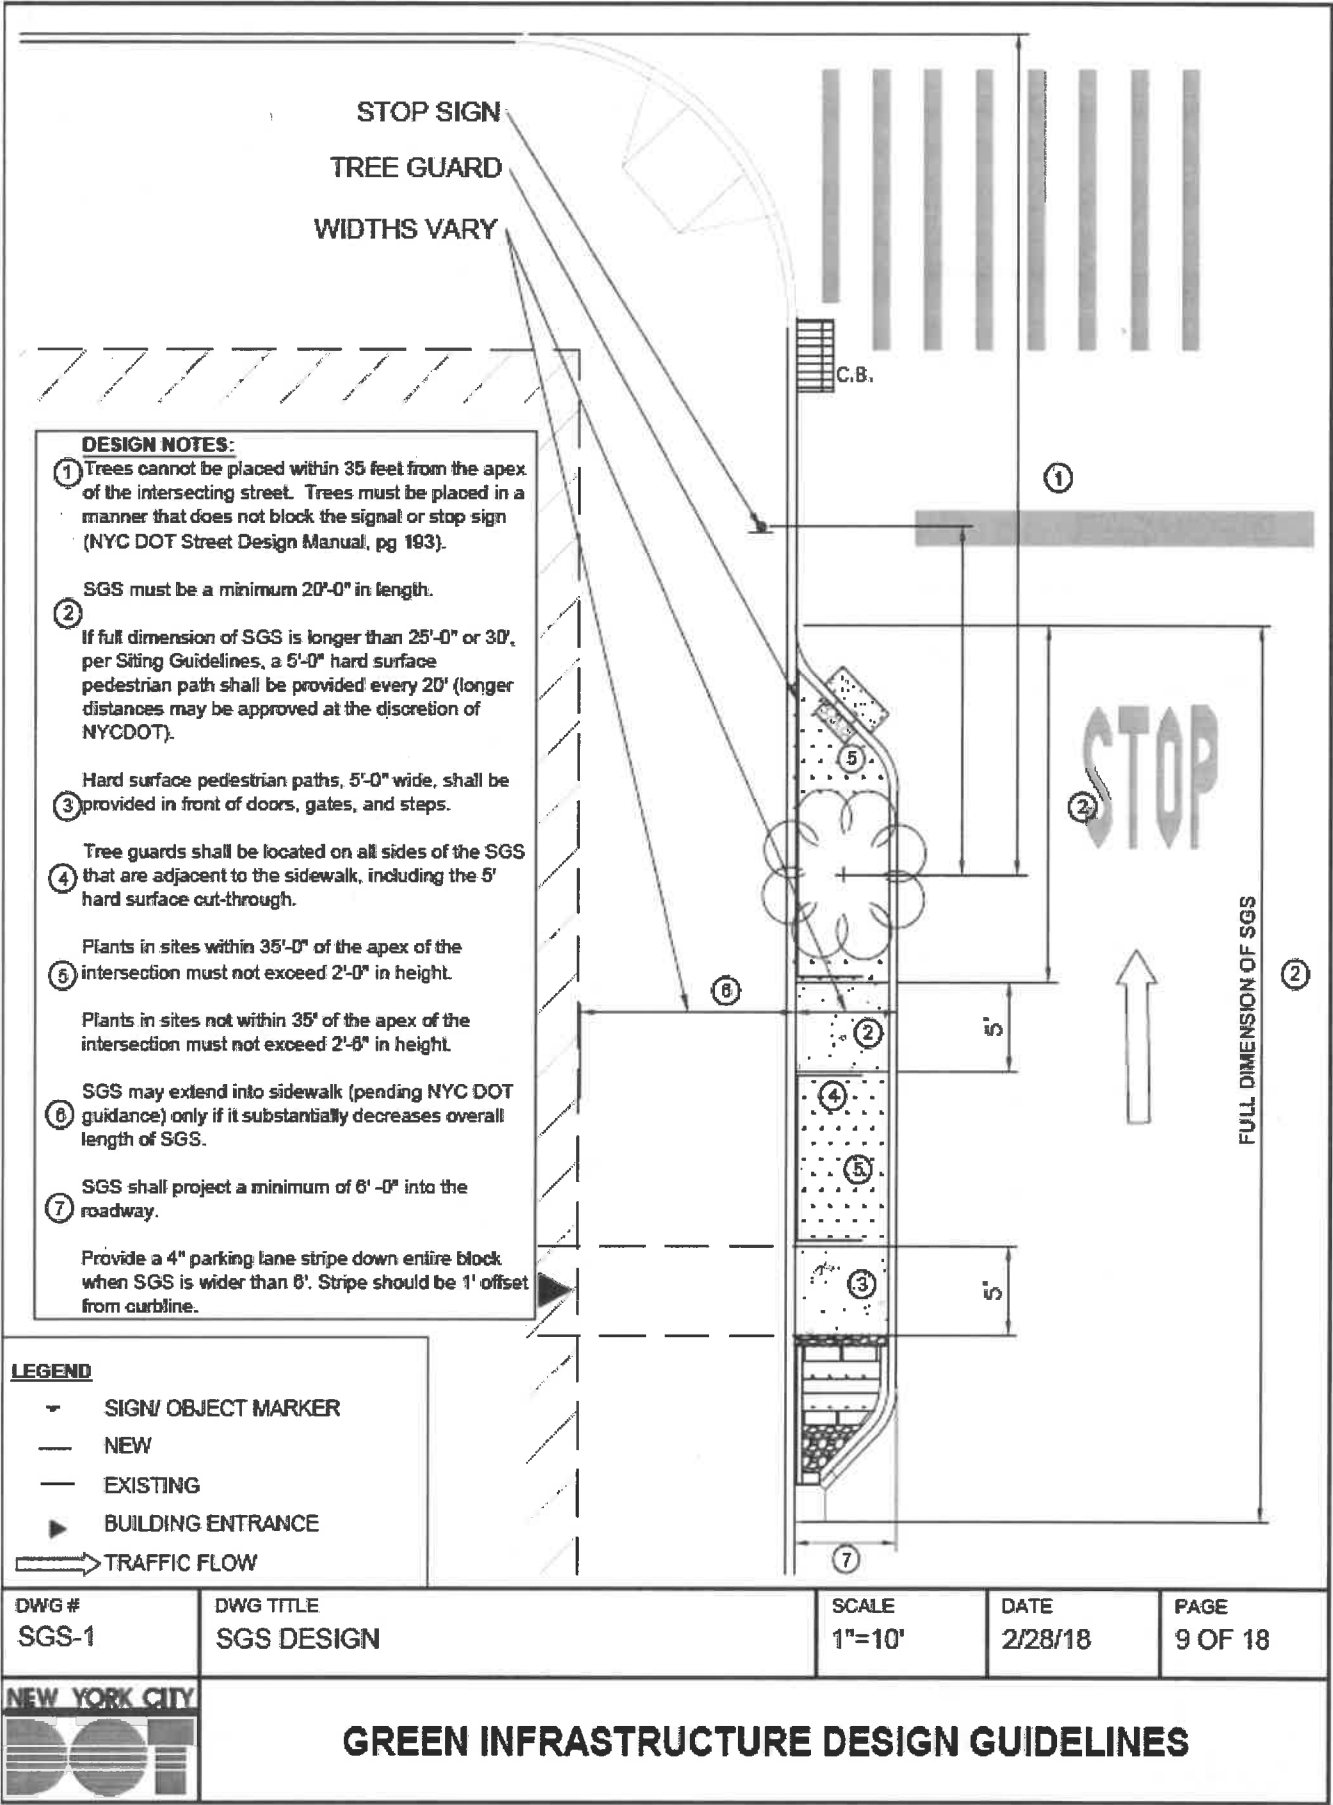 STOP SIGN
TREE GUARD
WIDTHS VARY
C.B.
1
DESIGN NOTES:
1 Trees cannot be placed within 35 feet from the apex
of the intersecting street. Trees must be placed in a
manner that does not block the signal or stop sign
(NYC DOT Street Design Manual, pg 193).
SGS must be a minimum 20'-0" in length.
2
If full dimension of SGS is longer than 25'-0" or 30',
per Siting Guidelines, a 5'-0" hard surface
pedestrian path shall be provided every 20' (longer
distances may be approved at the discretion of
NYCDOT).
Hard surface pedestrian paths, 5'-0" wide, shall be
3 provided in front of doors, gates, and steps.
Tree guards shall be located on all sides of the SGS
4 that are adjacent to the sidewalk, including the 5'
hard surface cut-through.
Plants in sites within 35'-0" of the apex of the
5 intersection must not exceed 2'-0" in height.
Plants in sites not within 35' of the apex of the
intersection must not exceed 2'-6" in height.
SGS may extend into sidewalk (pending NYC DOT
6 guidance) only if it substantially decreases overall
length of SGS.
SGS shall project a minimum of 6' -0" into the
7 roadway.
Provide a 4" parking lane stripe down entire block
when SGS is wider than 6'. Stripe should be 1' offset
from curbline.
5
STOP
2
FULL DIMENSION OF SGS
2
6
2
5'
4
5
3
5'
7
LEGEND
SIGN/ OBJECT MARKER
NEW
EXISTING
BUILDING ENTRANCE
TRAFFIC FLOW
DWG #
SGS-1
DWG TITLE
SGS DESIGN
SCALE
1"=10'
DATE
2/28/18
PAGE
9 OF 18
NEW YORK CITY
DOT
GREEN INFRASTRUCTURE DESIGN GUIDELINES